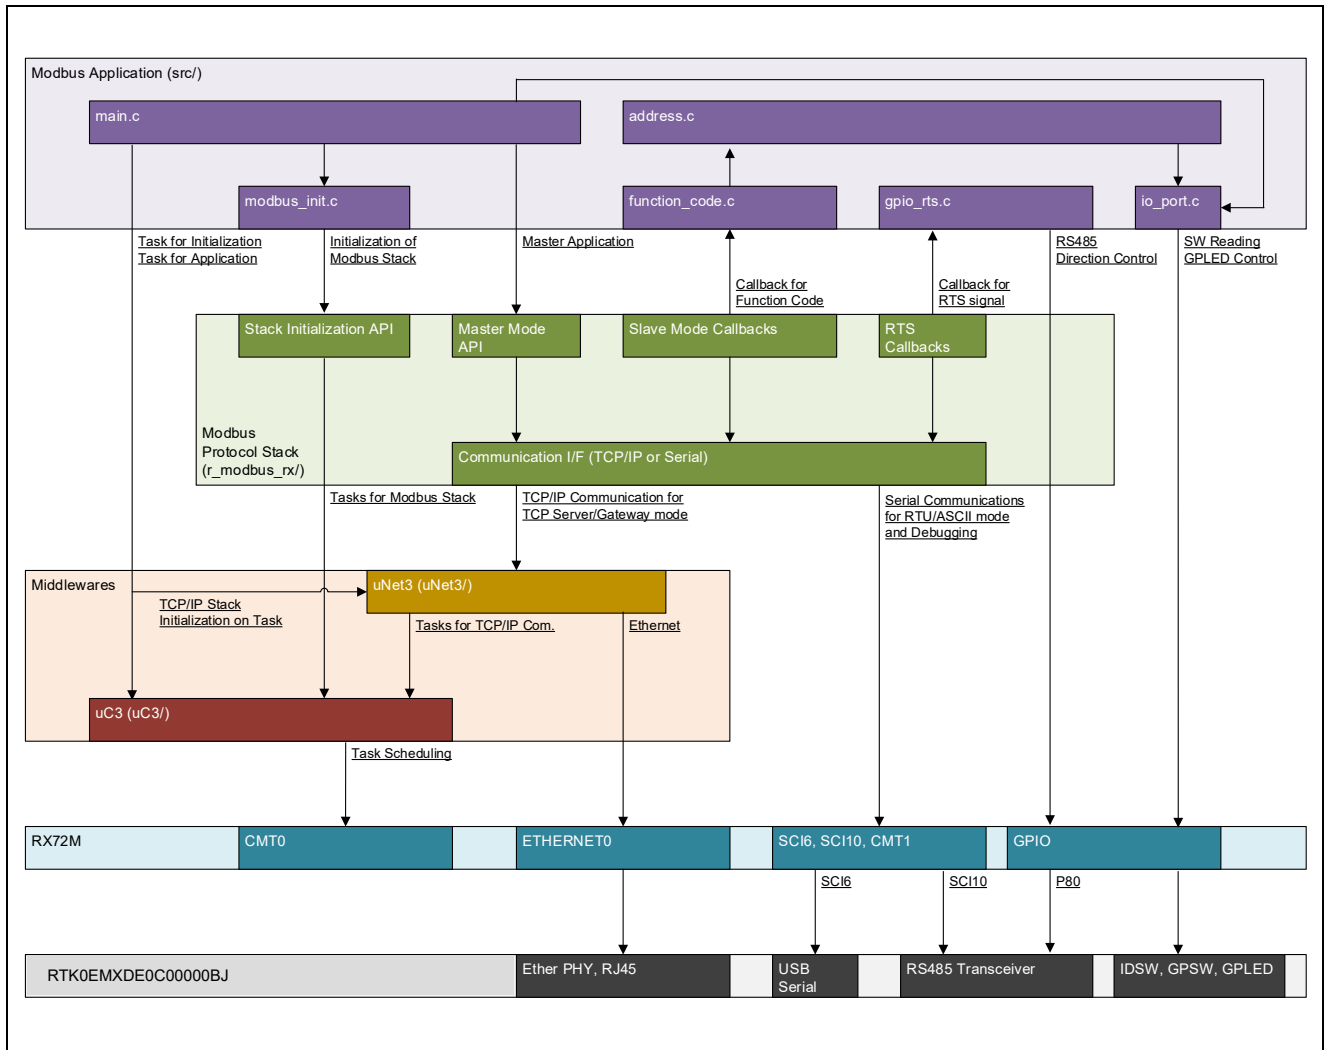 Modbus Application (src/)
main.c
address.c
modbus_init.c
function_code.c
gpio_rts.c
io_port.c
Task for Initialization
Task for Application
Initialization of
Modbus Stack
Master Application
RS485
Direction Control
SW Reading
GPLED Control
Callback for
Function Code
Callback for
RTS signal
Stack Initialization API
Master Mode
API
Slave Mode Callbacks
RTS
Callbacks
Modbus
Protocol Stack
(r_modbus_rx/)
Communication I/F (TCP/IP or Serial)
Tasks for Modbus Stack
TCP/IP Communication for
TCP Server/Gateway mode
Serial Communications
for RTU/ASCII mode
and Debugging
Middlewares
uNet3 (uNet3/)
TCP/IP Stack
Initialization on Task
Tasks for TCP/IP Com.
Ethernet
uC3 (uC3/)
Task Scheduling
RX72M
CMT0
ETHERNET0
SCI6, SCI10, CMT1
GPIO
SCI6
SCI10
P80
RTK0EMXDE0C00000BJ
Ether PHY, RJ45
USB
Serial
RS485 Transceiver
IDSW, GPSW, GPLED